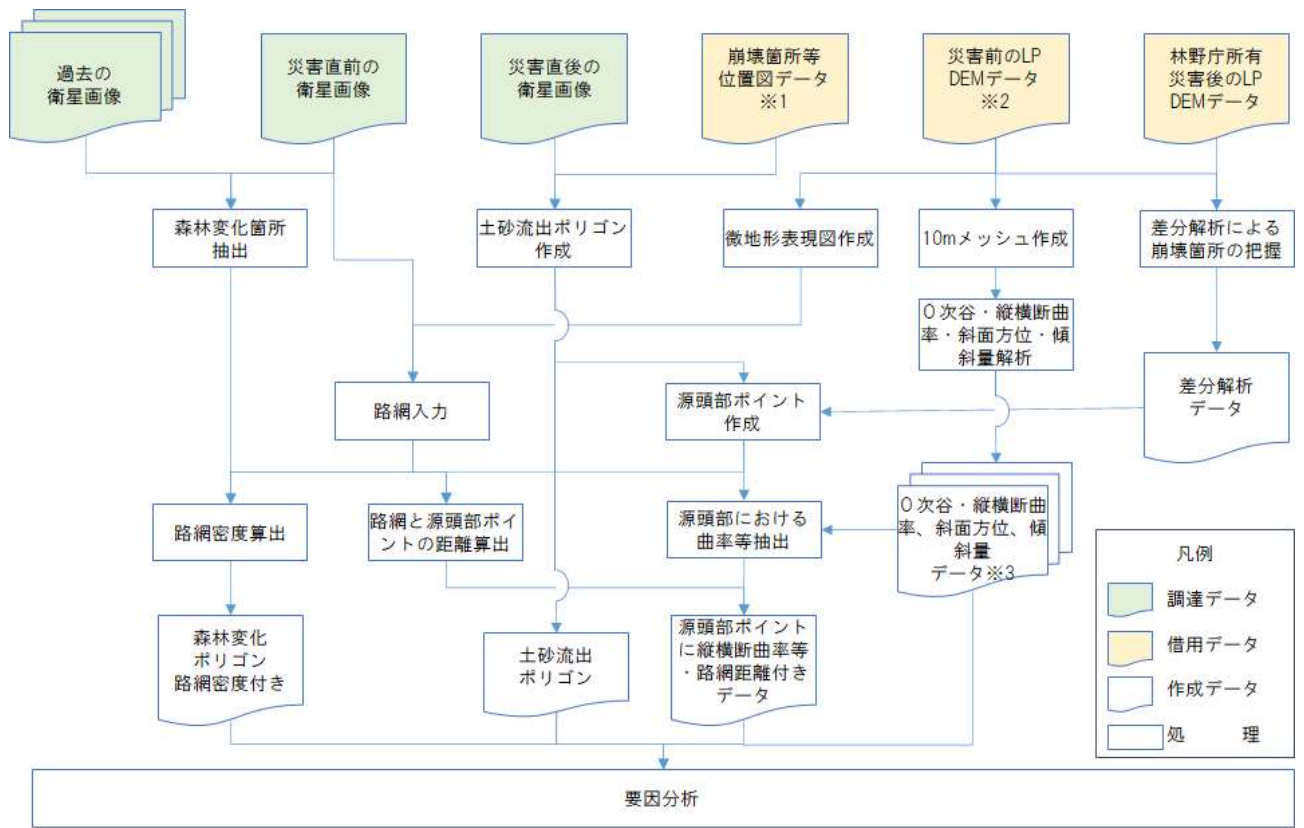 過去の
衛星画像
災害直前の
衛星画像
災害直後の
衛星画像
崩壊箇所等
位置図データ
※1
災害前のLP
DEMデータ
※2
林野庁所有
災害後のLP
DEMデータ
森林変化箇所
抽出
土砂流出ポリゴン
作成
微地形表現図作成
10mメッシュ作成
差分解析による
崩壊箇所の把握
0次谷・縦横断曲
率・斜面方位・傾
斜量解析
路網入力
源頭部ポイント
作成
差分解析
データ
路網密度算出
路網と源頭部ポイ
ントの距離算出
源頭部における
曲率等抽出
0次谷・縦横断曲
率、斜面方位、傾
斜量
データ※3
森林変化
ポリゴン
路網密度付き
土砂流出
ポリゴン
源頭部ポイント
に縦横断曲率等
・路網距離付き
データ
凡例
調達データ
借用データ
作成データ
処　　理
要因分析